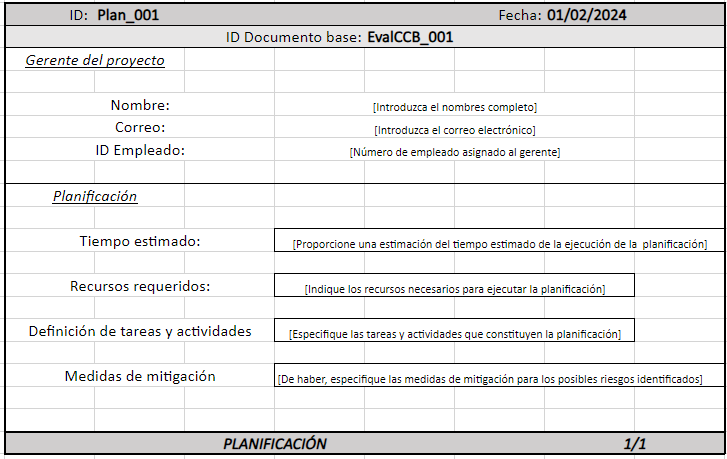 ID: Plan_001 Fecha: 01/02/2024
ID Documento base: EvalCCB_001
Gerente del proyecto
Nombre: [Introduzca el nombres completo]
Correo: [Introduzca el correo electrónico]
ID Empleado: [Número de empleado asignado al gerente]
Planificación
Tiempo estimado: [Proporcione una estimación del tiempo estimado de la ejecución de la planificación]
Recursos requeridos: [Indique los recursos necesarios para ejecutar la planificación]
Definición de tareas y actividades [Especifique las tareas y actividades que constituyen la planificación]
Medidas de mitigación [De haber, especifique las medidas de mitigación para los posibles riesgos identificados]
PLANIFICACIÓN 1/1